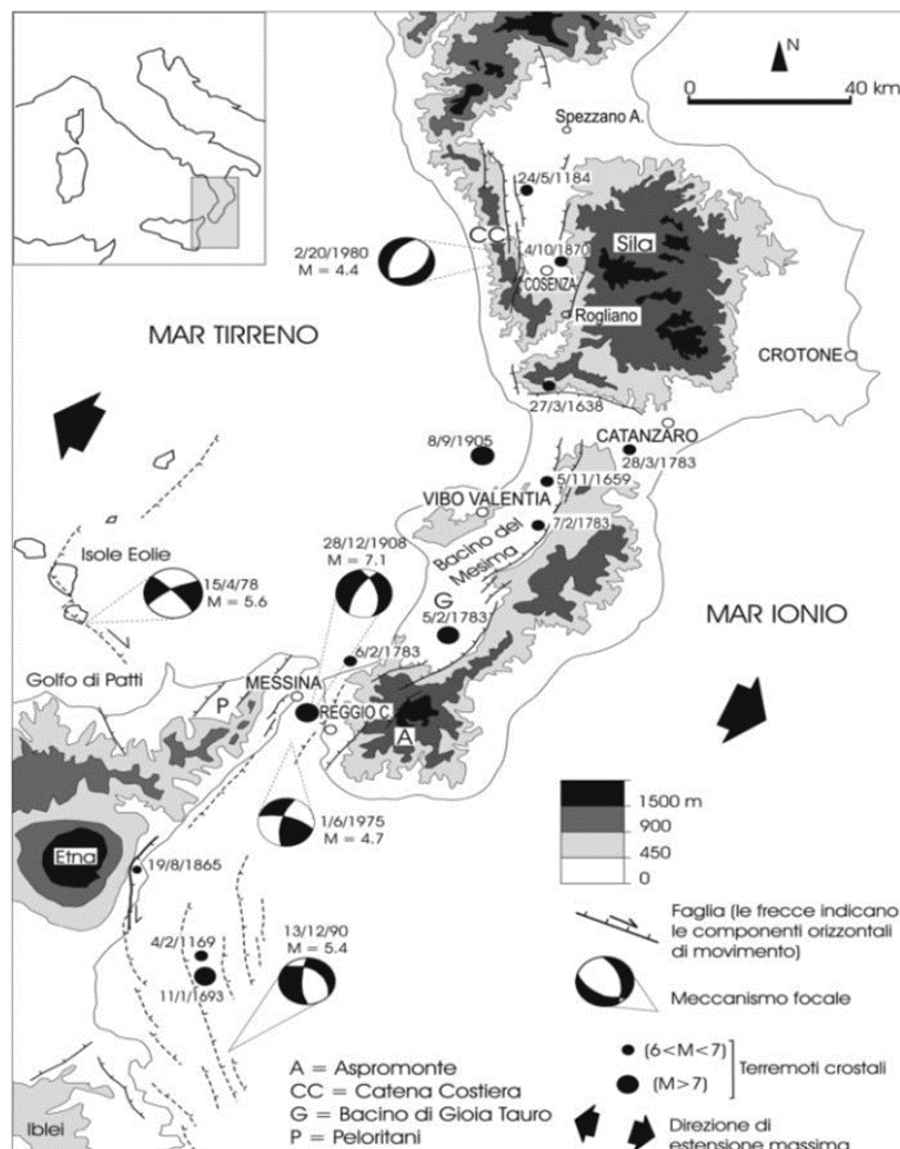 N
0 40 km
Spezzano A.
24/5/1184
CC
4/10/1870
Sila
2/20/1980
M = 4.4
COSENZA
Rogliano
MAR TIRRENO
CROTONE
27/3/1638
CATANZARO
8/9/1905
28/3/1783
5/11/1659
VIBO VALENTIA
7/2/1783
Bacino del
Mesima
28/12/1908
M = 7.1
Isole Eolie
15/4/78
M = 5.6
G
5/2/1783
MAR IONIO
6/2/1783
Golfo di Patti
MESSINA
P
REGGIO C.
A
1500 m
900
450
0
1/6/1975
M = 4.7
Etna
19/8/1865
Faglia (le frecce indicano
le componenti orizzontali
di movimento)
4/2/1169
13/12/90
M = 5.4
11/1/1693
Meccanismo focale
(6<M<7)
Terremoti crostali
(M>7)
A = Aspromonte
CC = Catena Costiera
G = Bacino di Gioia Tauro
P = Peloritani
Iblei
Direzione di
estensione massima